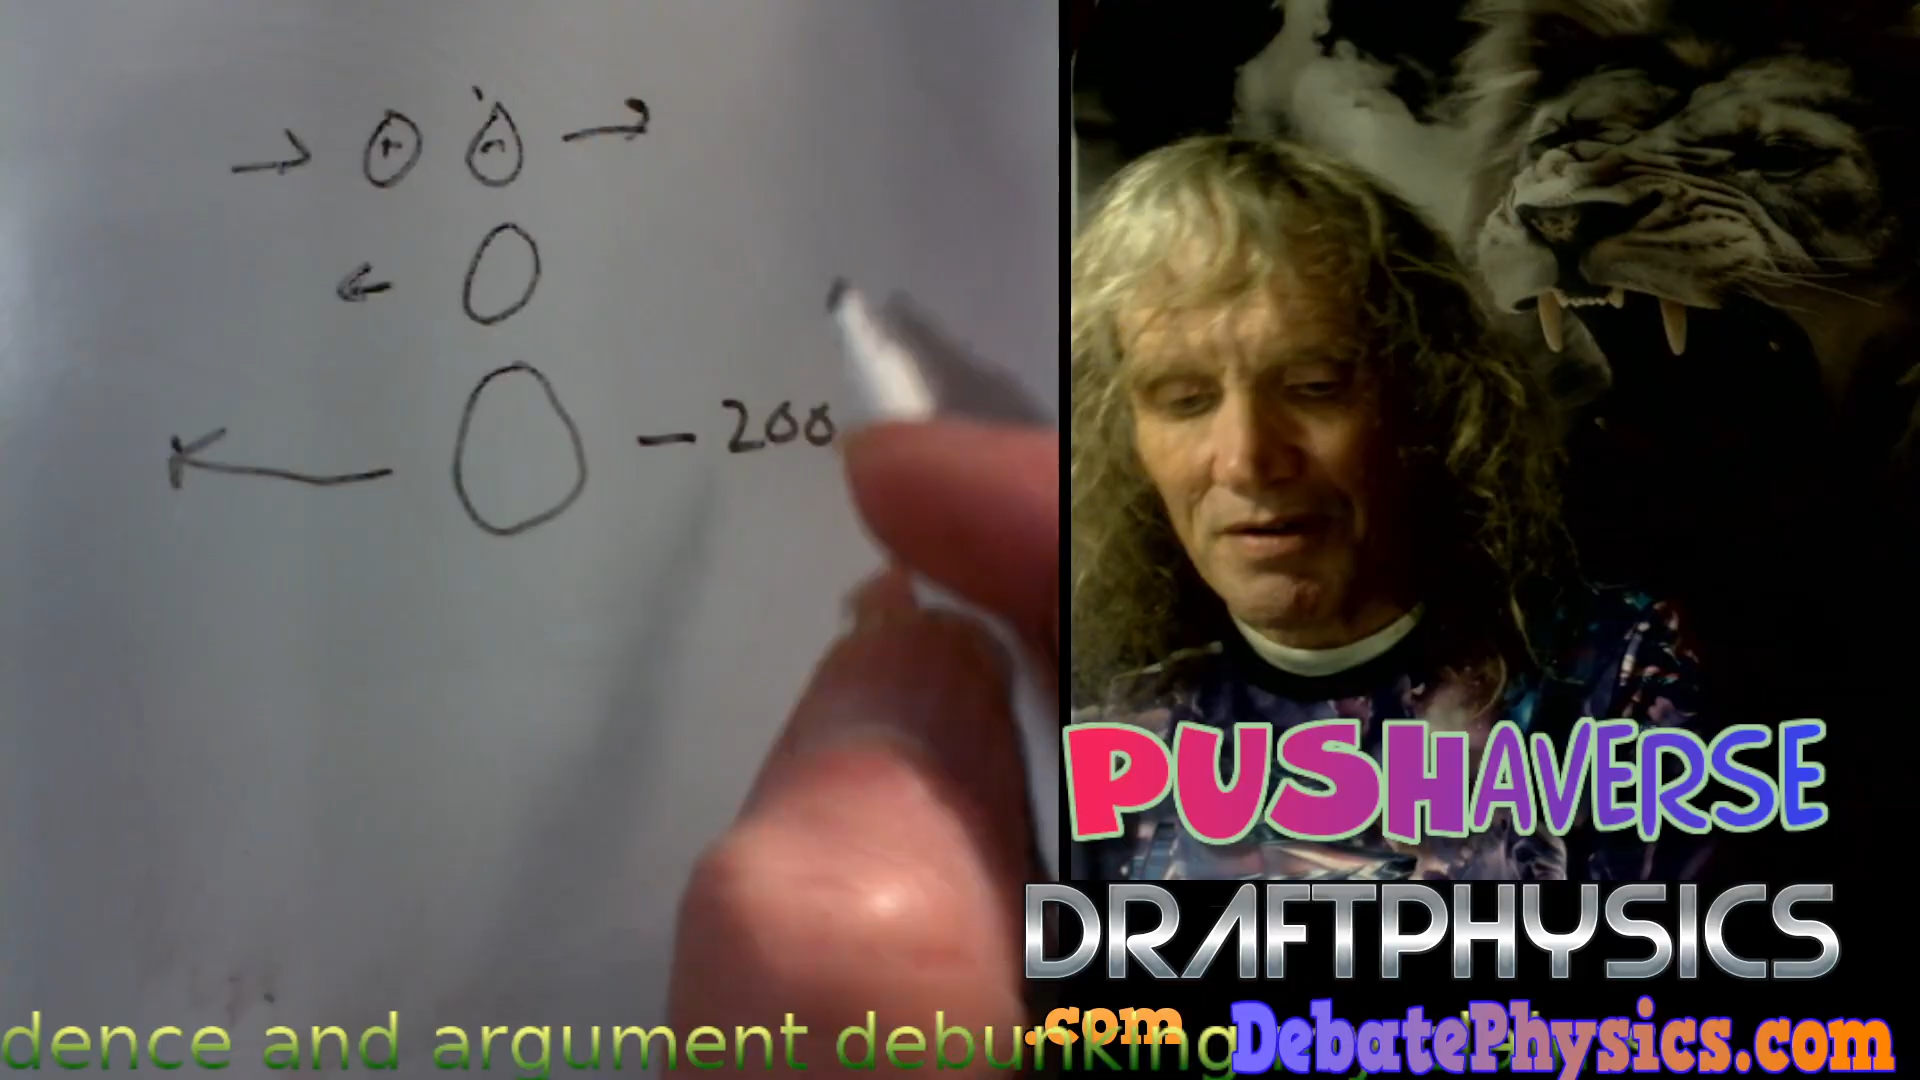 - 200
PUSHAVERSE
DRAFTPHYSICS
.com
DebatePhysics.com
dence and argument debunking